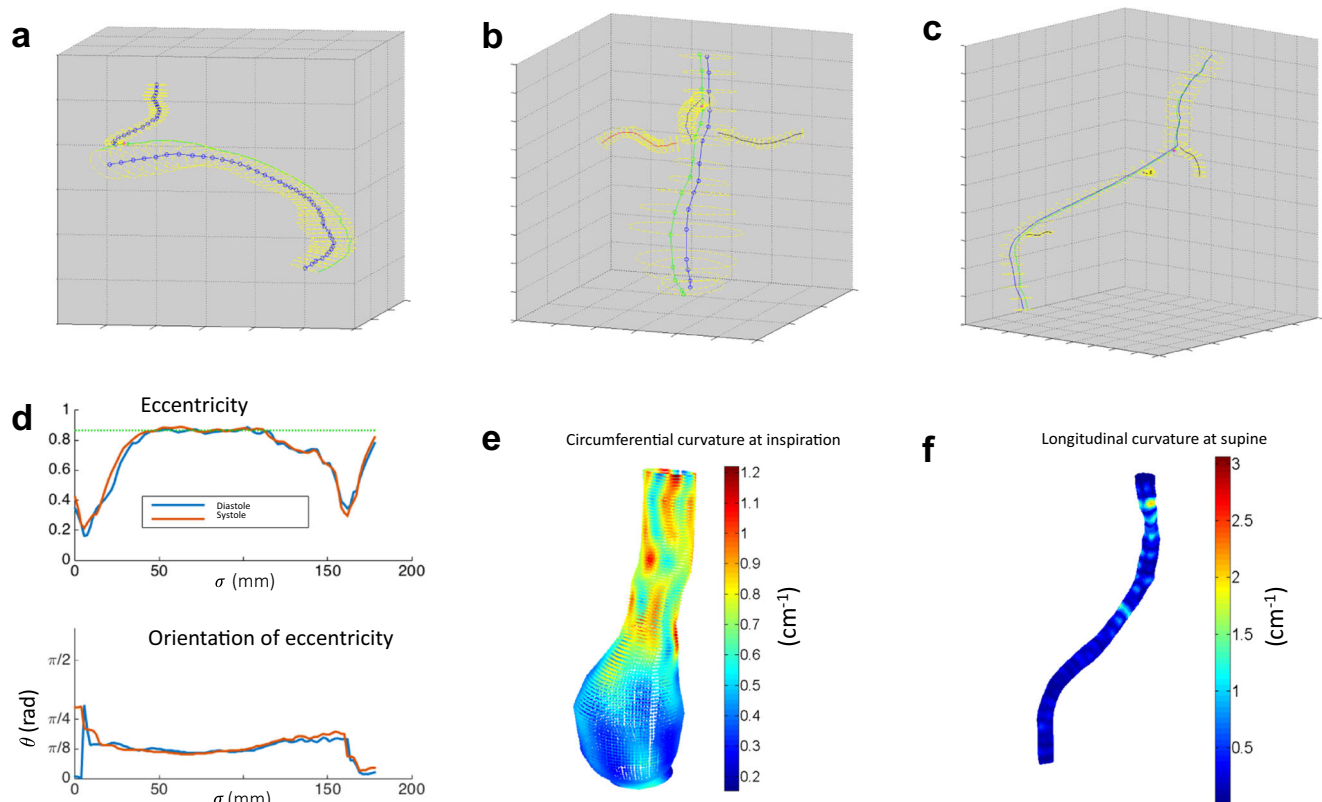 a
b
c
d
Eccentricity
1
0.8
0.6
0.4
0.2
0
Diastole
Systole
0
50
100
150
200
σ (mm)
Orientation of eccentricity
π/2
π/4
π/8
0
θ (rad)
0
50
100
150
200
σ (mm)
e
Circumferential curvature at inspiration
1.2
1.1
1
0.9
0.8
0.7
0.6
0.5
0.4
0.3
0.2
(cm⁻¹)
f
Longitudinal curvature at supine
3
2.5
2
1.5
1
0.5
(cm⁻¹)